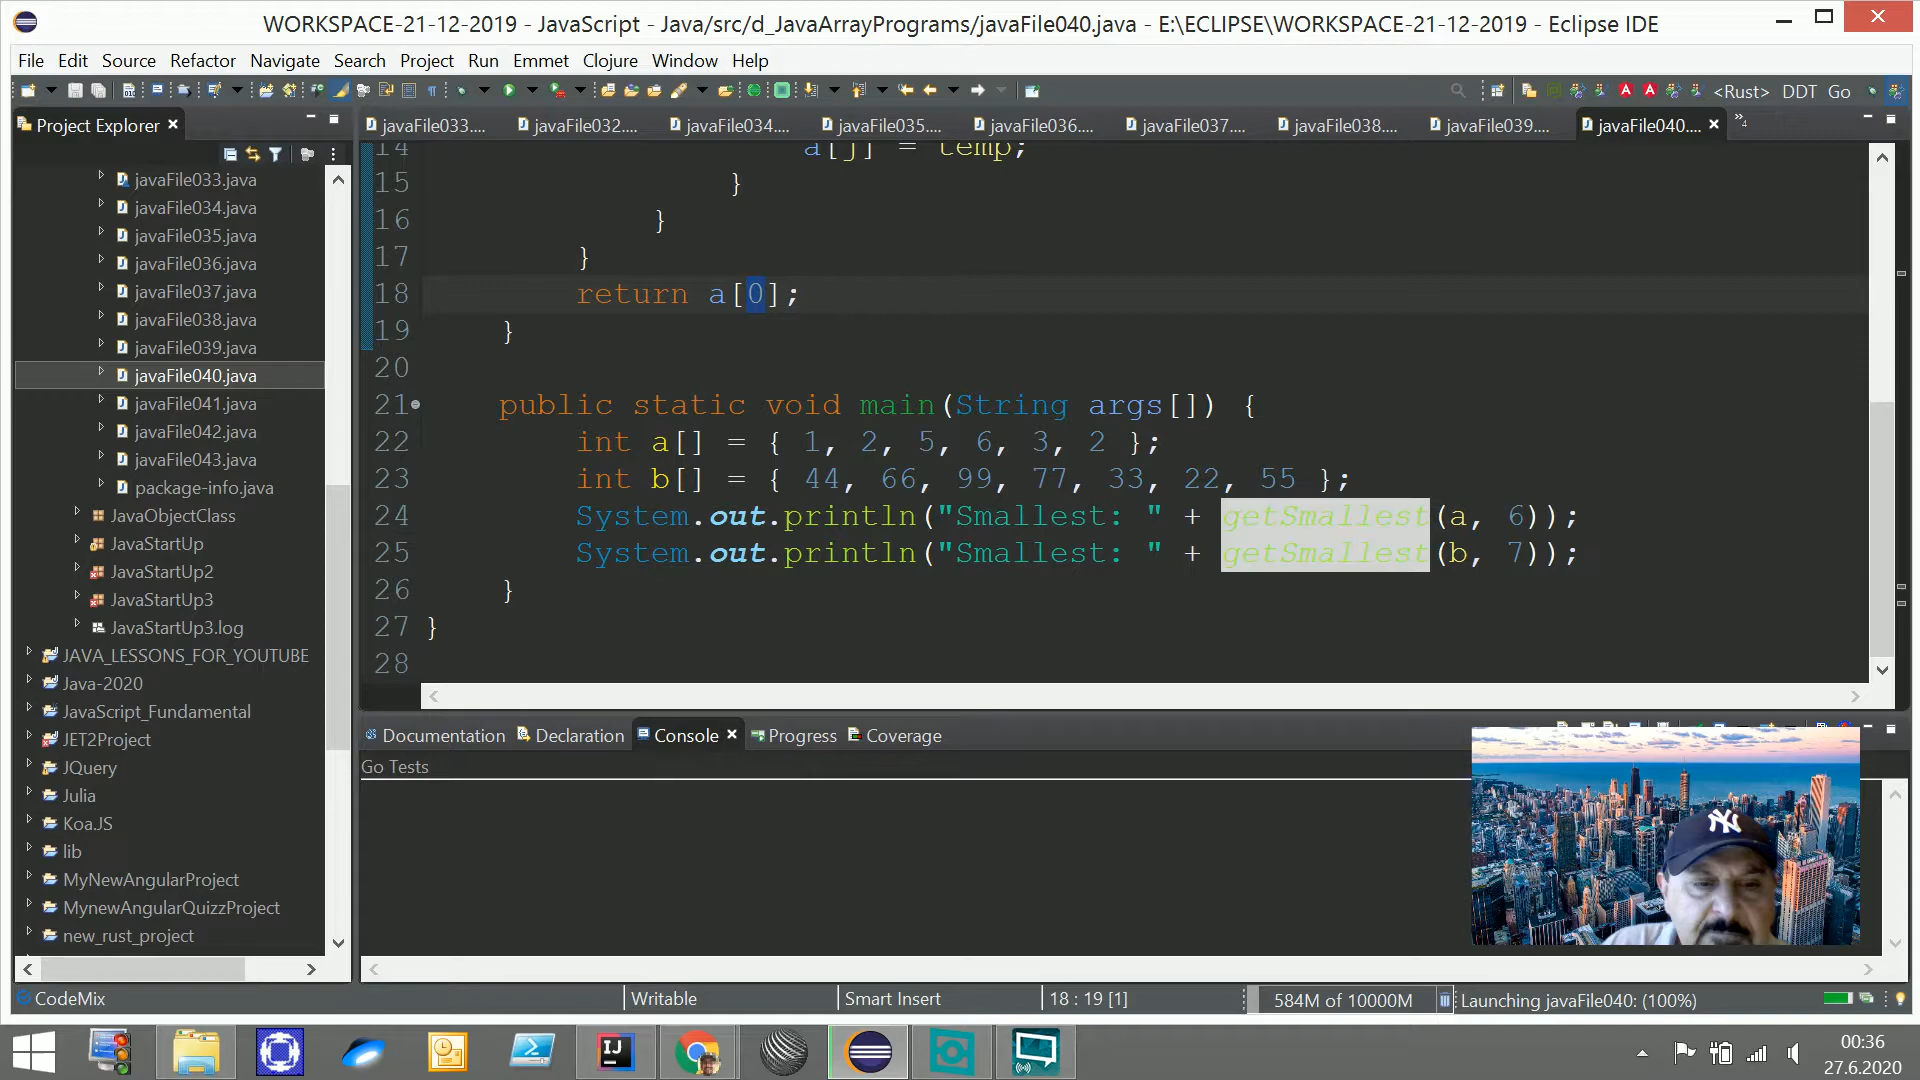 WORKSPACE-21-12-2019 - JavaScript - Java/src/d_JavaArrayPrograms/javaFile040.java - E:\ECLIPSE\WORKSPACE-21-12-2019 - Eclipse IDE
File Edit Source Refactor Navigate Search Project Run Emmet Closure Window Help
<Rust> DDT Go
Project Explorer
javaFile033.... javaFile032.... javaFile034.... javaFile035.... javaFile036.... javaFile037.... javaFile038.... javaFile039.... javaFile040....
javaFile033.java
javaFile034.java
javaFile035.java
javaFile036.java
javaFile037.java
javaFile038.java
javaFile039.java
javaFile040.java
javaFile041.java
javaFile042.java
javaFile043.java
package-info.java
JavaObjectClass
JavaStartUp
JavaStartUp2
JavaStartUp3
JavaStartUp3.log
JAVA_LESSONS_FOR_YOUTUBE
Java-2020
JavaScript_Fundamental
JET2Project
JQuery
Julia
Koa.JS
lib
MyNewAngularProject
MynewAngularQuizzProject
new_rust_project
14 a[j] = temp;
15 }
16 }
17 }
18 return a[0];
19 }
20
21 public static void main(String args[]) {
22 int a[] = { 1, 2, 5, 6, 3, 2 };
23 int b[] = { 44, 66, 99, 77, 33, 22, 55 };
24 System.out.println("Smallest: " + getSmallest(a, 6));
25 System.out.println("Smallest: " + getSmallest(b, 7));
26 }
27 }
28
Documentation Declaration Console Progress Coverage
Go Tests
NY
CodeMix Writable Smart Insert 18 : 19 [1] 584M of 10000M Launching javaFile040: (100%)
IJ
00:36
27.6.2020